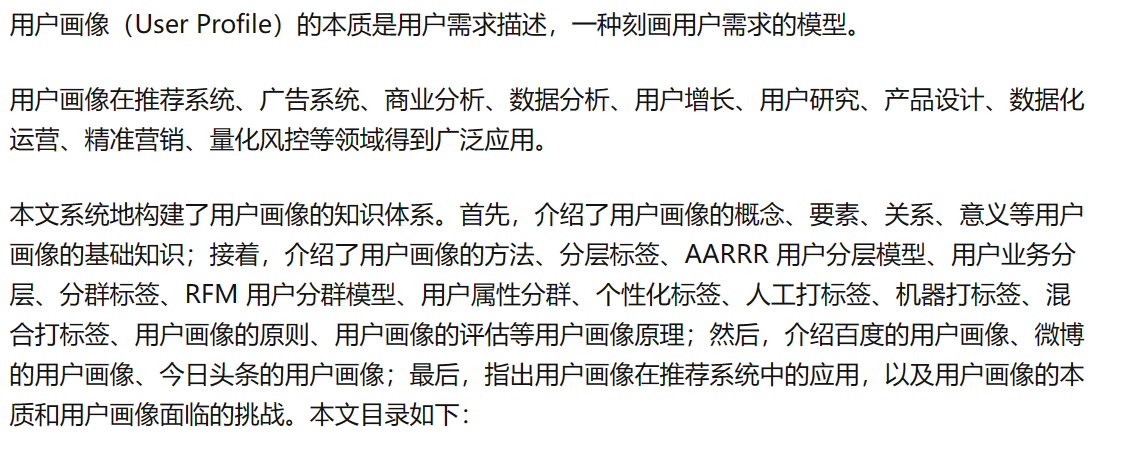 用户画像（User Profile）的本质是用户需求描述，一种刻画用户需求的模型。
用户画像在推荐系统、广告系统、商业分析、数据分析、用户增长、用户研究、产品设计、数据化
运营、精准营销、量化风控等领域得到广泛应用。
本文系统地构建了用户画像的知识体系。首先，介绍了用户画像的概念、要素、关系、意义等用户
画像的基础知识；接着，介绍了用户画像的方法、分层标签、AARRR 用户分层模型、用户业务分
层、分群标签、RFM 用户分群模型、用户属性分群、个性化标签、人工打标签、机器打标签、混
合打标签、用户画像的原则、用户画像的评估等用户画像原理；然后，介绍百度的用户画像、微博
的用户画像、今日头条的用户画像；最后，指出用户画像在推荐系统中的应用，以及用户画像的本
质和用户画像面临的挑战。本文目录如下：